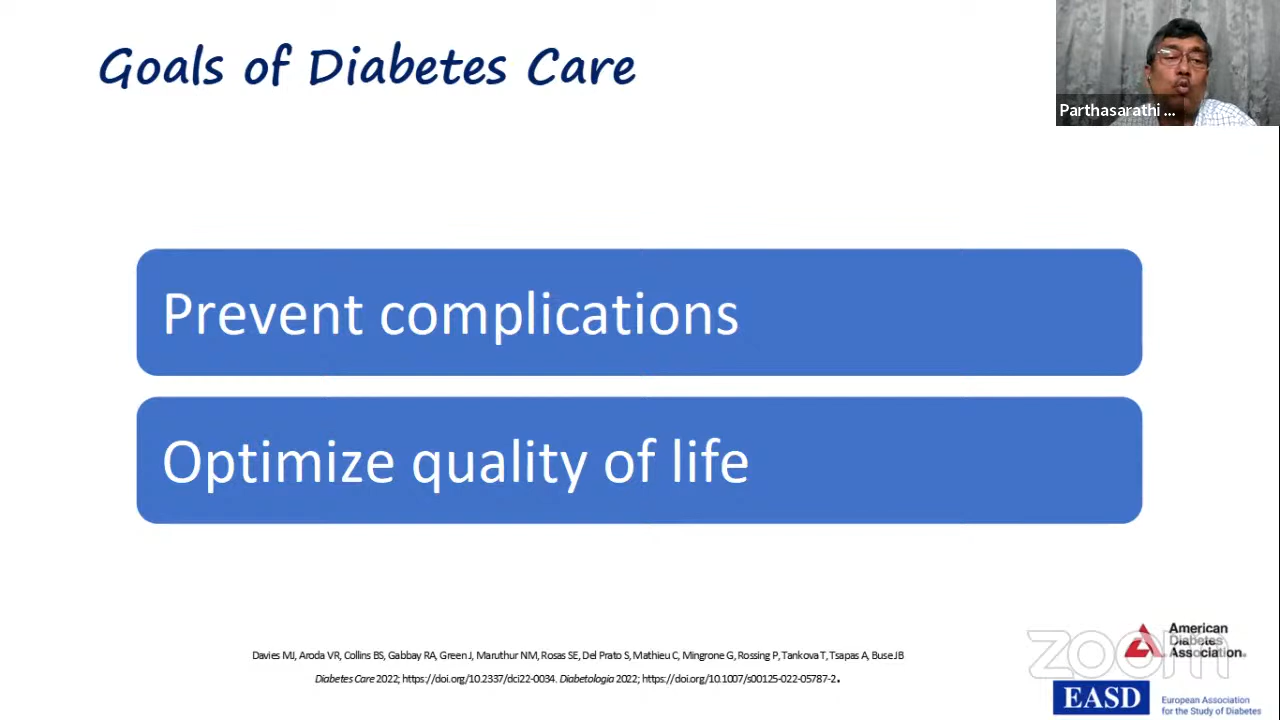 Goals of Diabetes Care
Parthasarathi ...
Prevent complications
Optimize quality of life
Davies MJ, Aroda VR, Collins BS, Gabbay RA, Green J, Maruthur NM, Rosas SE, Del Prato S, Mathieu C, Mingrone G, Rossing P, Tankova T, Tsapas A, Buse JB
Diabetes Care 2022; https://doi.org/10.2337/dci22-0034. Diabetologia 2022; https://doi.org/10.1007/s00125-022-05787-2.
zoom
American
Diabetes
Association.
EASD
European Association
for the Study of Diabetes